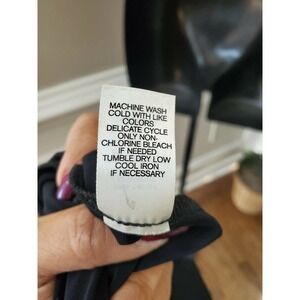 MACHINE WASH
COLD WITH LIKE
COLORS
DELICATE CYCLE
ONLY NON-
CHLORINE BLEACH
IF NEEDED
TUMBLE DRY LOW
COOL IRON
IF NECESSARY